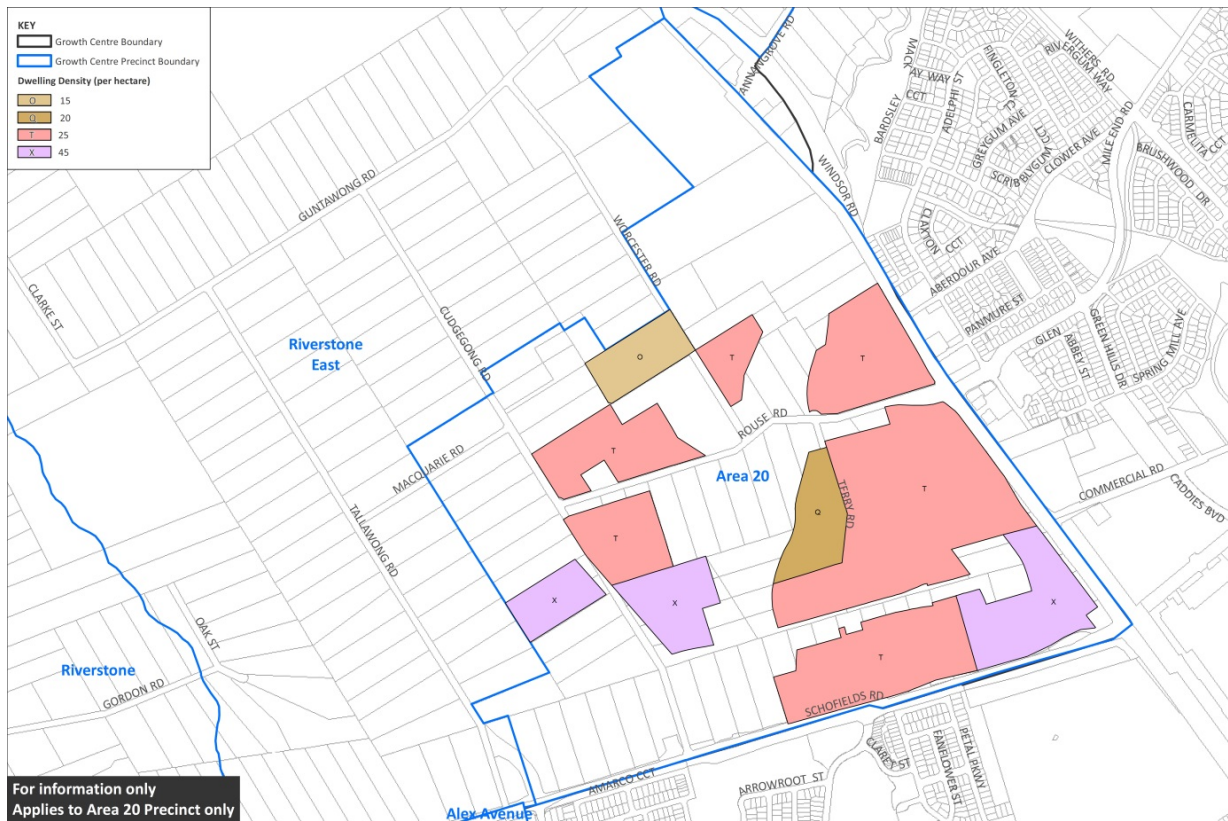 KEY
Growth Centre Boundary
Growth Centre Precinct Boundary
Dwelling Density (per hectare)
O 15
Q 20
T 25
X 45
ANNANGROVE RD
MACKAY WAY
BARDSLEY CCT
ADELPHI ST
FINGLETON C
WITHERS RD
RIVERGUM WAY
GREYGUM AVE
SCRIBBLYGUM CCT
CLOWER AVE
MILE END RD
CARMELITA CCT
BRUSHWOOD DR
WINDSOR RD
CLAXTON CCT
ABERDOUR AVE
PANMURE ST
GLEN ABBEY ST
GREEN HILLS DR
SPRING MILL AVE
GUNTAWONG RD
WORCESTER RD
CLARKE ST
CUDGEGONG RD
Riverstone
East
O
T
T
T
ROUSE RD
MACQUARIE RD
Area 20
TERRY RD
T
Q
COMMERCIAL RD
CADDIES BVD
TALLAWONG RD
T
X
X
X
OAK ST
Riverstone
GORDON RD
T
SCHOFIELDS RD
CLARET ST
FANFLOWER ST
PETAL PKWY
AMARCO CCT
ARROWROOT ST
Alex Avenue
For information only
Applies to Area 20 Precinct only